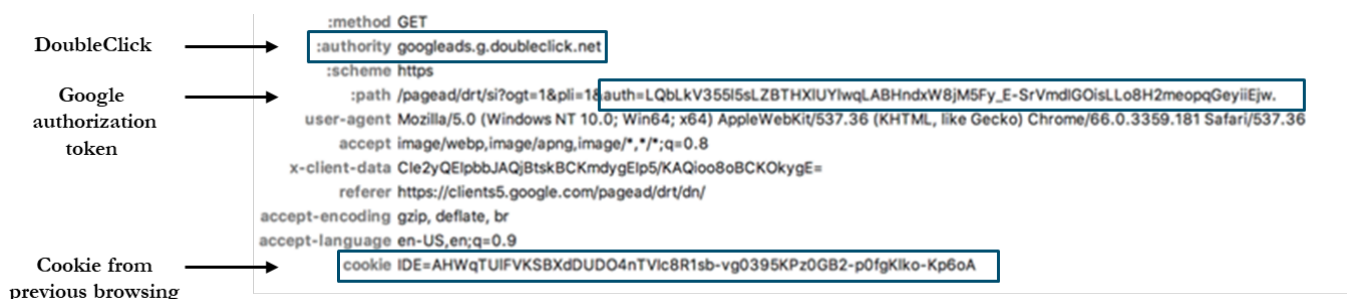 :method GET
DoubleClick
:authority googleads.g.doubleclick.net
:scheme https
Google authorization token
:path /pagead/drt/si?ogt=1&pli=1&auth=LQbLkV355l5sLZBTHXlUYlwqLABHndxW8jM5Fy_E-SrVmdlGOisLLo8H2meopqGeyiiEjw.
user-agent Mozilla/5.0 (Windows NT 10.0; Win64; x64) AppleWebKit/537.36 (KHTML, like Gecko) Chrome/66.0.3359.181 Safari/537.36
accept image/webp,image/apng,image/*,*/*;q=0.8
x-client-data CIe2yQEIpbbJAQjBtskBCKmdygEIp5/KAQioo8oBCKOkygE=
referer https://clients5.google.com/pagead/drt/dn/
accept-encoding gzip, deflate, br
accept-language en-US,en;q=0.9
Cookie from previous browsing
cookie IDE=AHWqTUlFVKSBXdDUDO4nTVlc8R1sb-vg0395KPz0GB2-p0fgKlko-Kp6oA